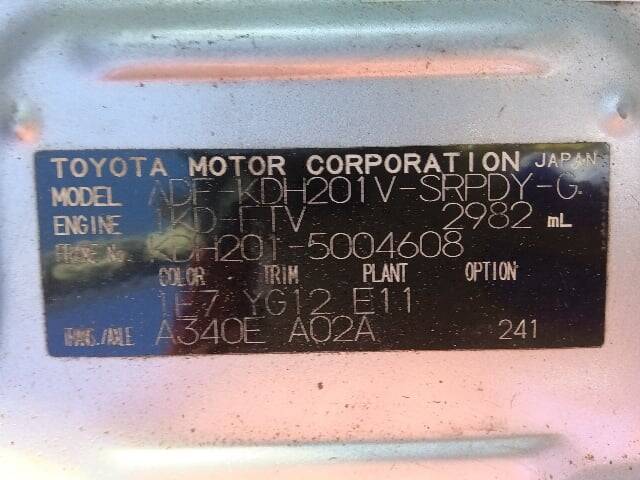 TOYOTA MOTOR CORPORATION JAPAN
MODEL ADF-KDH201V-SRPDY-G
ENGINE 1KD-FTV 2982 mL
FRAME No. KDH201-5004608
COLOR TRIM PLANT OPTION
1E7 YG12 E11
TRANS./AXLE A340E A02A 241